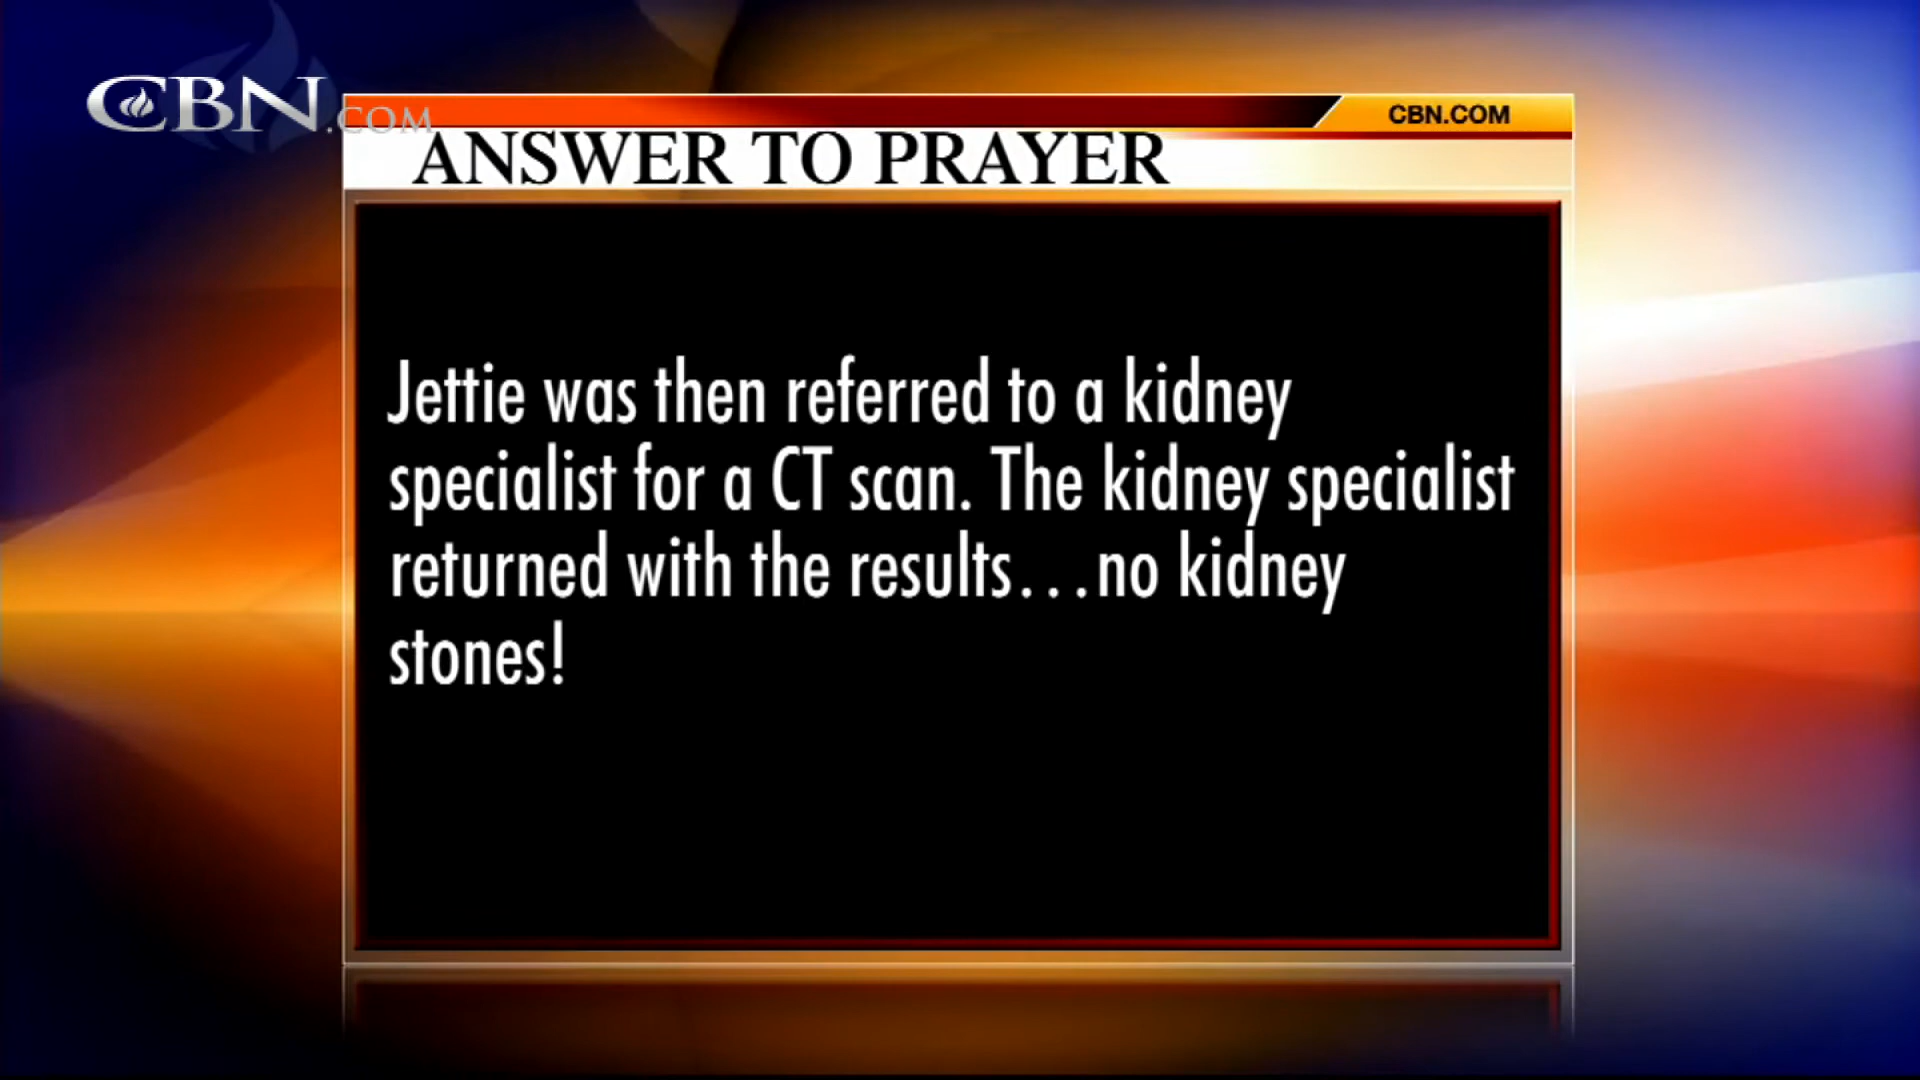 CBN.COM
CBN.COM
ANSWER TO PRAYER
Jettie was then referred to a kidney
specialist for a CT scan. The kidney specialist
returned with the results...no kidney
stones!